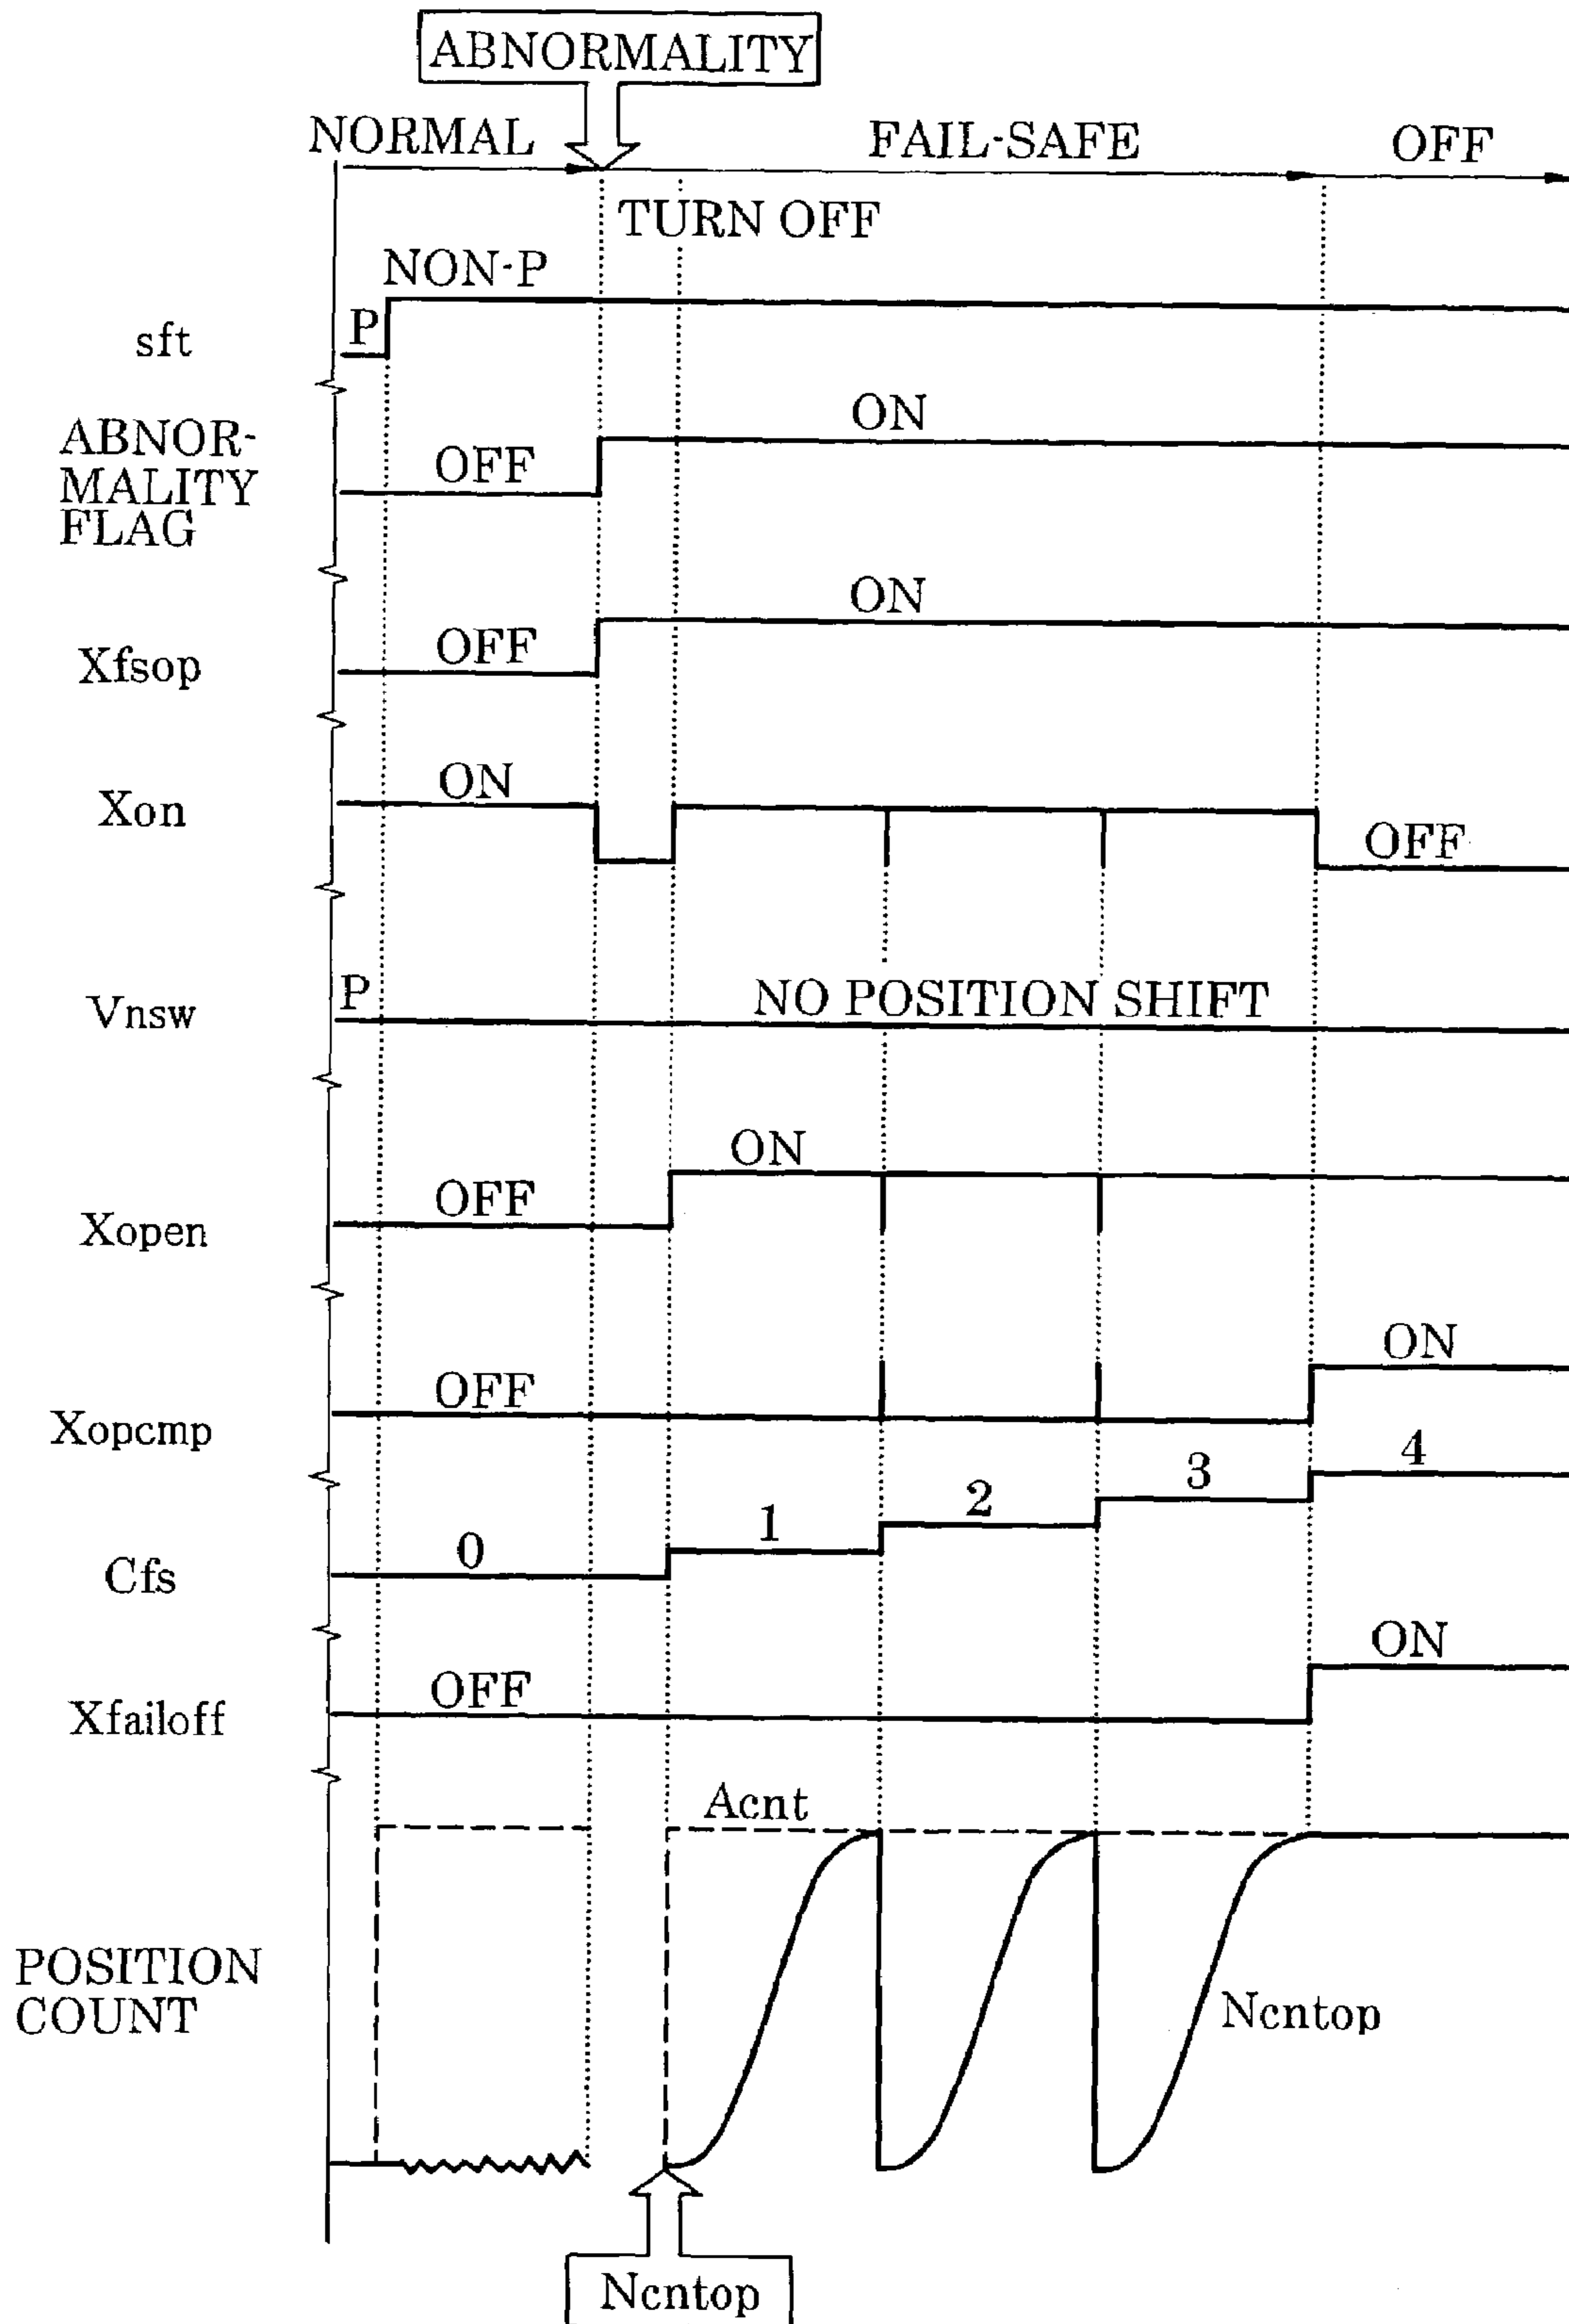 ABNORMALITY
NORMAL
FAIL-SAFE
OFF
TURN OFF
NON-P
P
sft
ON
ABNOR-
MALITY
FLAG
OFF
ON
OFF
Xfsop
ON
Xon
OFF
P
NO POSITION SHIFT
Vnsw
ON
OFF
Xopen
ON
OFF
Xopcmp
4
3
2
1
0
Cfs
ON
OFF
Xfailoff
Acnt
POSITION
COUNT
Ncntop
Ncntop